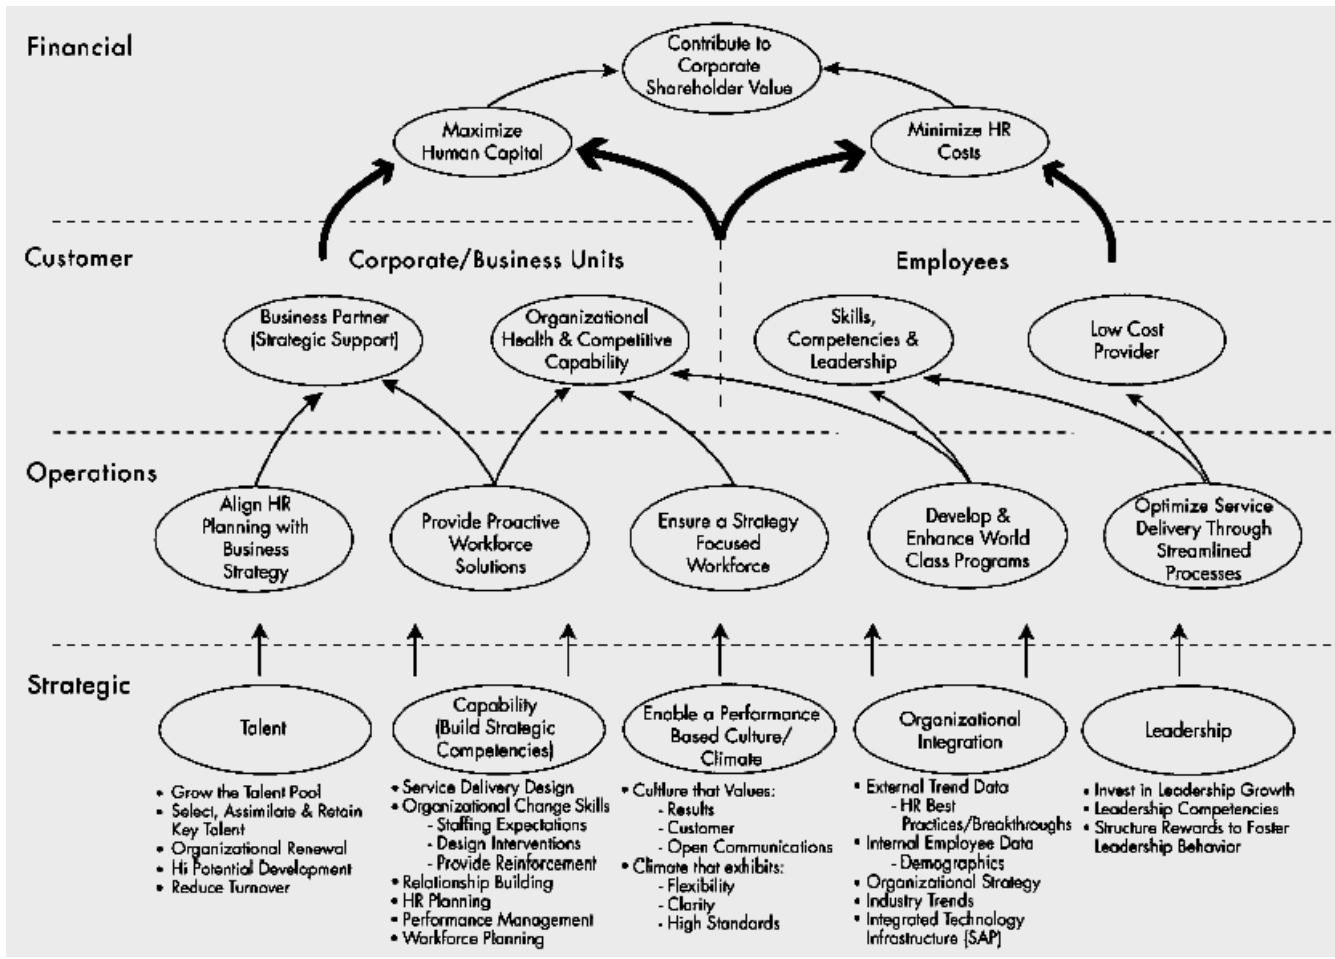 Financial
Contribute to
Corporate
Shareholder Value
Maximize
Human Capital
Minimize HR
Costs
Customer
Corporate/Business Units
Employees
Business Partner
(Strategic Support)
Organizational
Health & Competitive
Capability
Skills,
Competencies &
Leadership
Low Cost
Provider
Operations
Align HR
Planning with
Business
Strategy
Provide Proactive
Workforce
Solutions
Ensure a Strategy
Focused
Workforce
Develop &
Enhance World
Class Programs
Optimize Service
Delivery Through
Streamlined
Processes
Strategic
Talent
• Grow the Talent Pool
• Select, Assimilate & Retain
Key Talent
• Organizational Renewal
• Hi Potential Development
• Reduce Turnover
Capability
(Build Strategic
Competencies)
• Service Delivery Design
• Organizational Change Skills
- Staffing Expectations
- Design Interventions
- Provide Reinforcement
• Relationship Building
• HR Planning
• Performance Management
• Workforce Planning
Enable a Performance
Based Culture/
Climate
• Cultlure that Values:
- Results
- Customer
- Open Communications
• Climate that exhibits:
- Flexibility
- Clarity
- High Standards
Organizational
Integration
• External Trend Data
- HR Best
Practices/Breakthroughs
• Internal Employee Data
- Demographics
• Organizational Strategy
• Industry Trends
• Integrated Technology
Infrastructure (SAP)
Leadership
• Invest in Leadership Growth
• Leadership Competencies
• Structure Rewards to Foster
Leadership Behavior